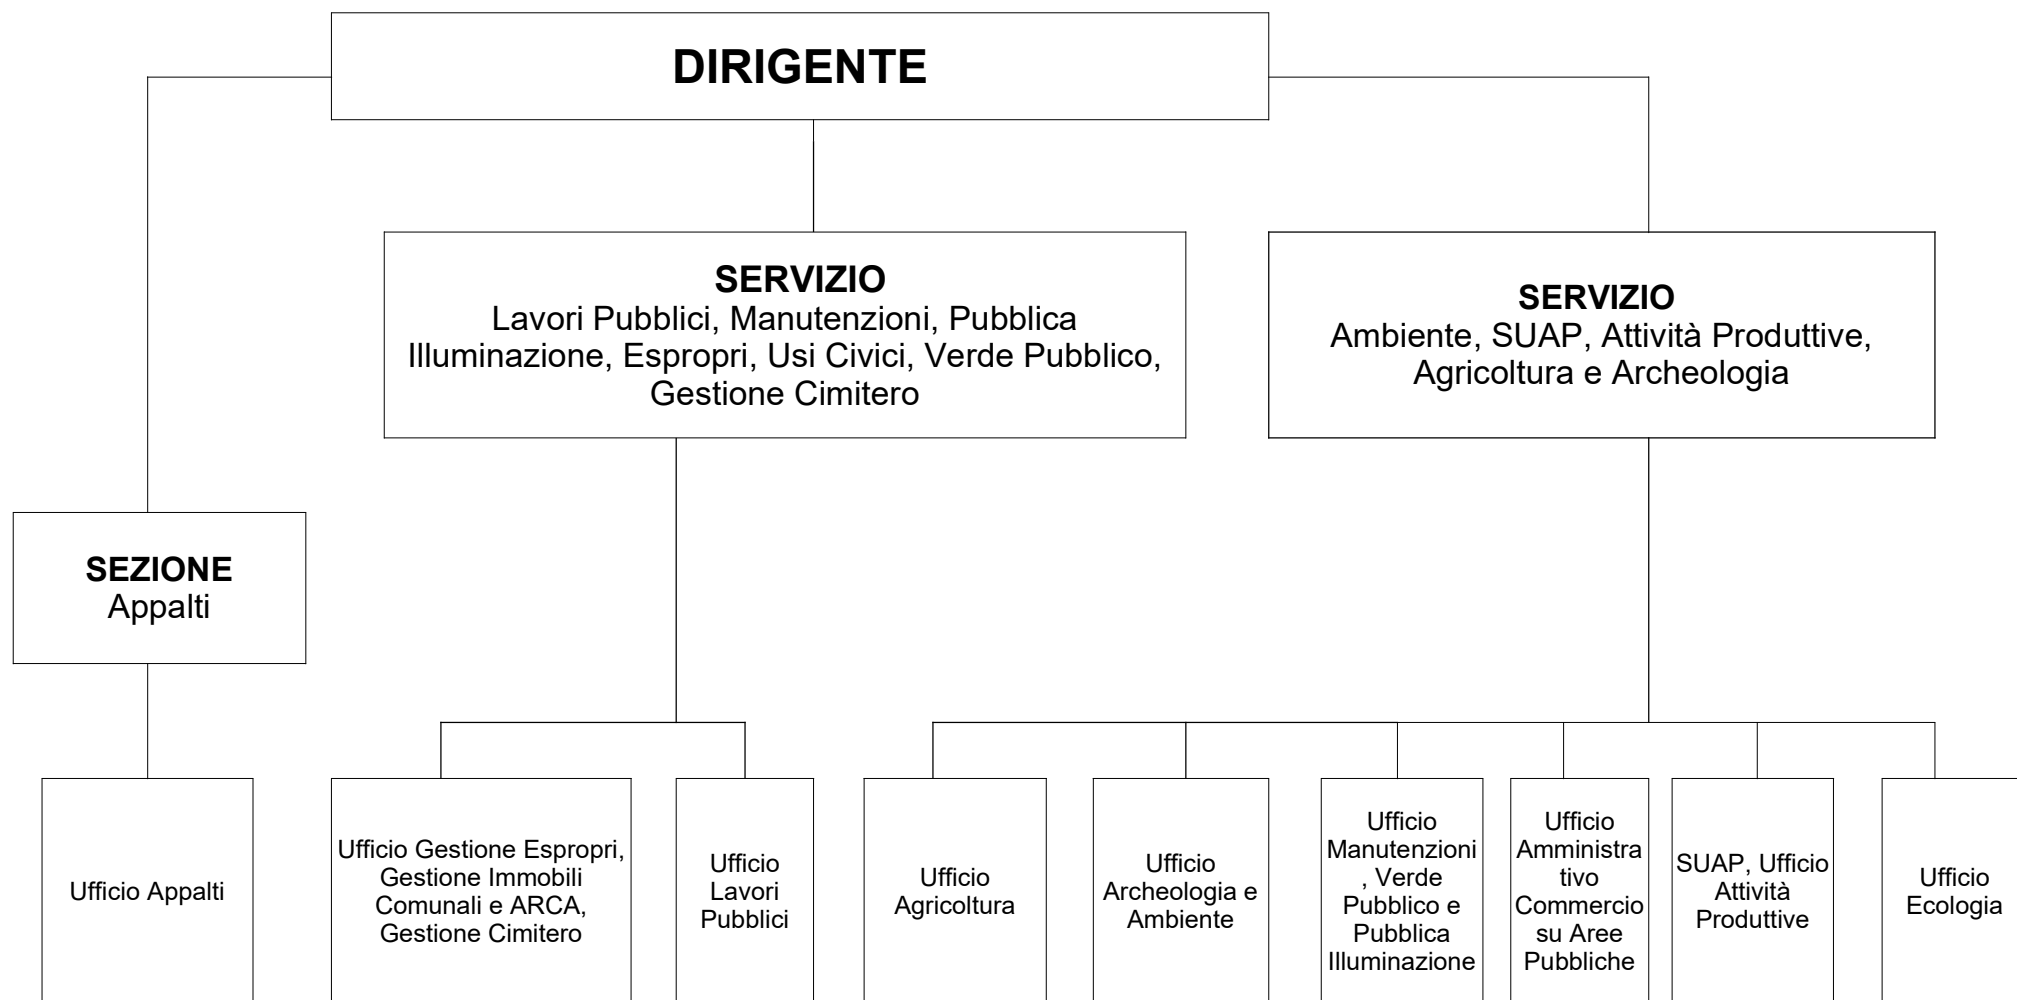 DIRIGENTE
SERVIZIO
Lavori Pubblici, Manutenzioni, Pubblica
Illuminazione, Espropri, Usi Civici, Verde Pubblico,
Gestione Cimitero
SERVIZIO
Ambiente, SUAP, Attività Produttive,
Agricoltura e Archeologia
SEZIONE
Appalti
Ufficio Appalti
Ufficio Gestione Espropri,
Gestione Immobili
Comunali e ARCA,
Gestione Cimitero
Ufficio
Lavori
Pubblici
Ufficio
Agricoltura
Ufficio
Archeologia e
Ambiente
Ufficio
Manutenzioni
, Verde
Pubblico e
Pubblica
Illuminazione
Ufficio
Amministra
tivo
Commercio
su Aree
Pubbliche
SUAP, Ufficio
Attività
Produttive
Ufficio
Ecologia